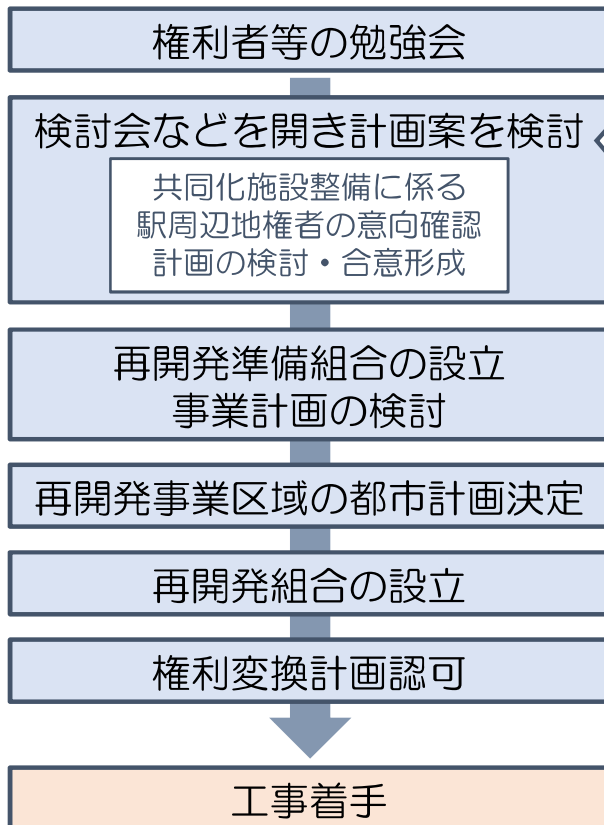 権利者等の勉強会
検討会などを開き計画案を検討
共同化施設整備に係る
駅周辺地権者の意向確認
計画の検討・合意形成
再開発準備組合の設立
事業計画の検討
再開発事業区域の都市計画決定
再開発組合の設立
権利変換計画認可
工事着手